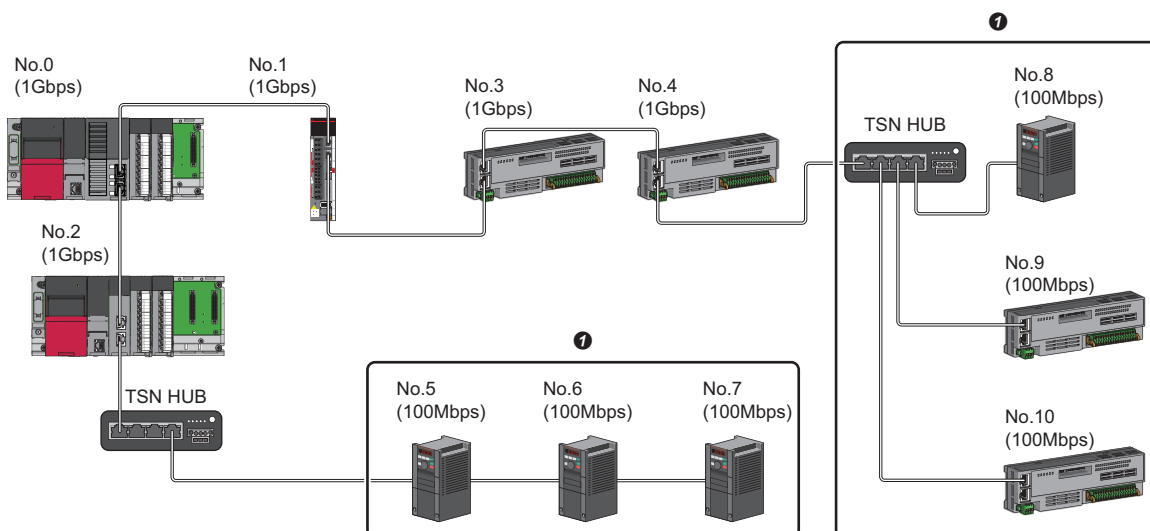 ❶
No.0
(1Gbps)
No.1
(1Gbps)
No.3
(1Gbps)
No.4
(1Gbps)
No.8
(100Mbps)
TSN HUB
No.2
(1Gbps)
No.9
(100Mbps)
❶
TSN HUB
No.5
(100Mbps)
No.6
(100Mbps)
No.7
(100Mbps)
No.10
(100Mbps)